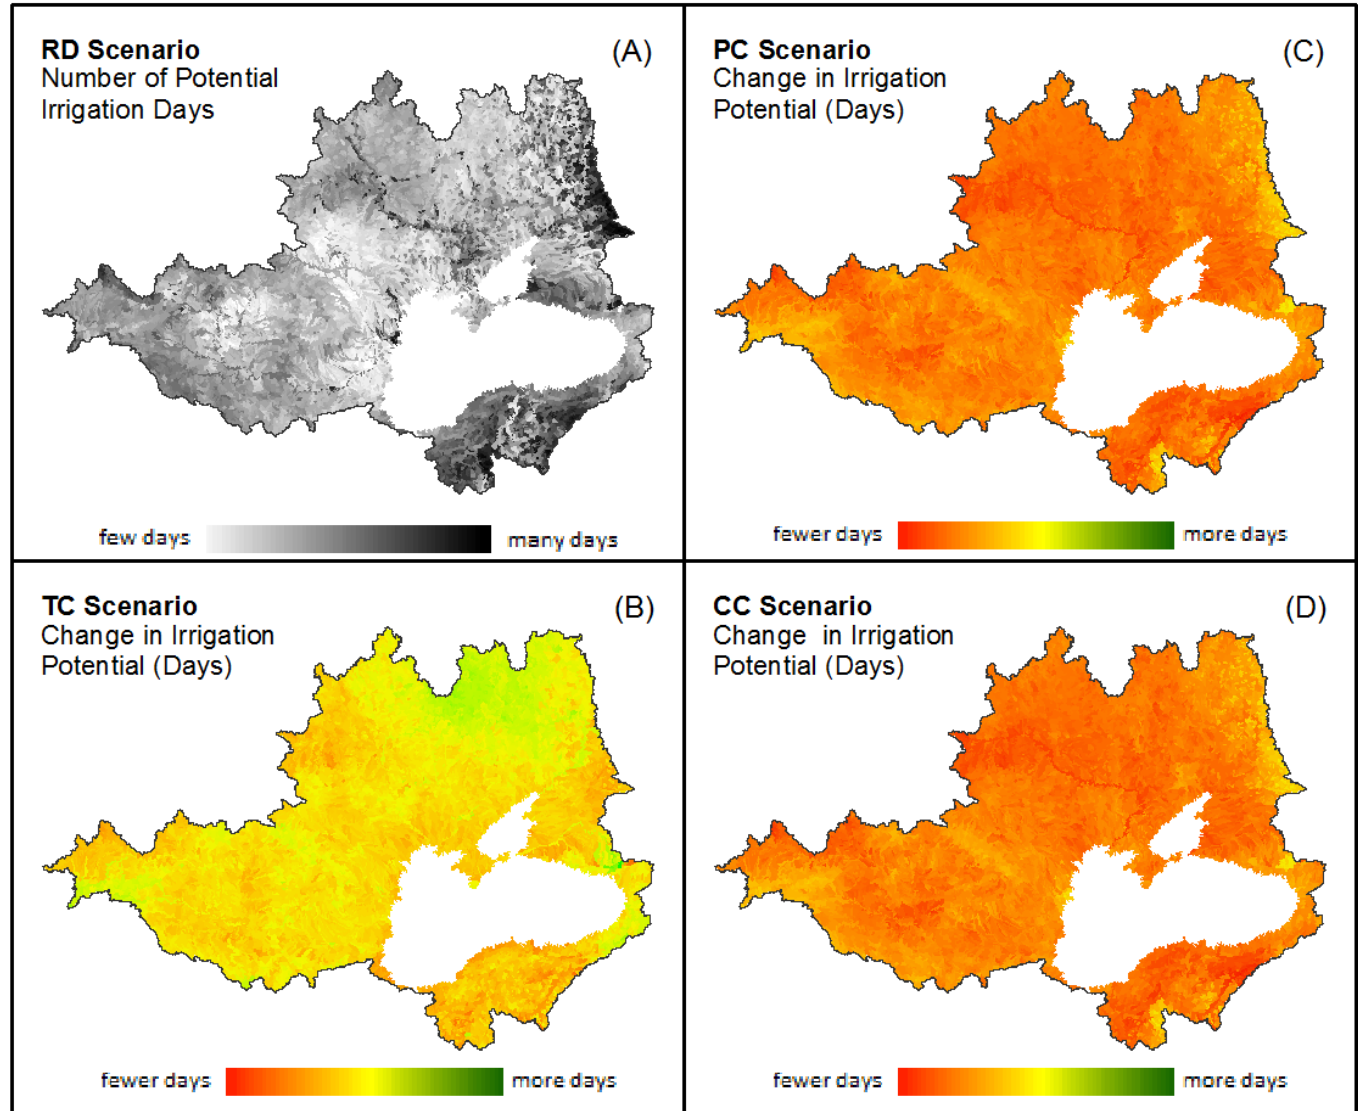 RD Scenario
(A)
Number of Potential
Irrigation Days
few days
many days
PC Scenario
(C)
Change in Irrigation
Potential (Days)
fewer days
more days
TC Scenario
(B)
Change in Irrigation
Potential (Days)
fewer days
more days
CC Scenario
(D)
Change in Irrigation
Potential (Days)
fewer days
more days